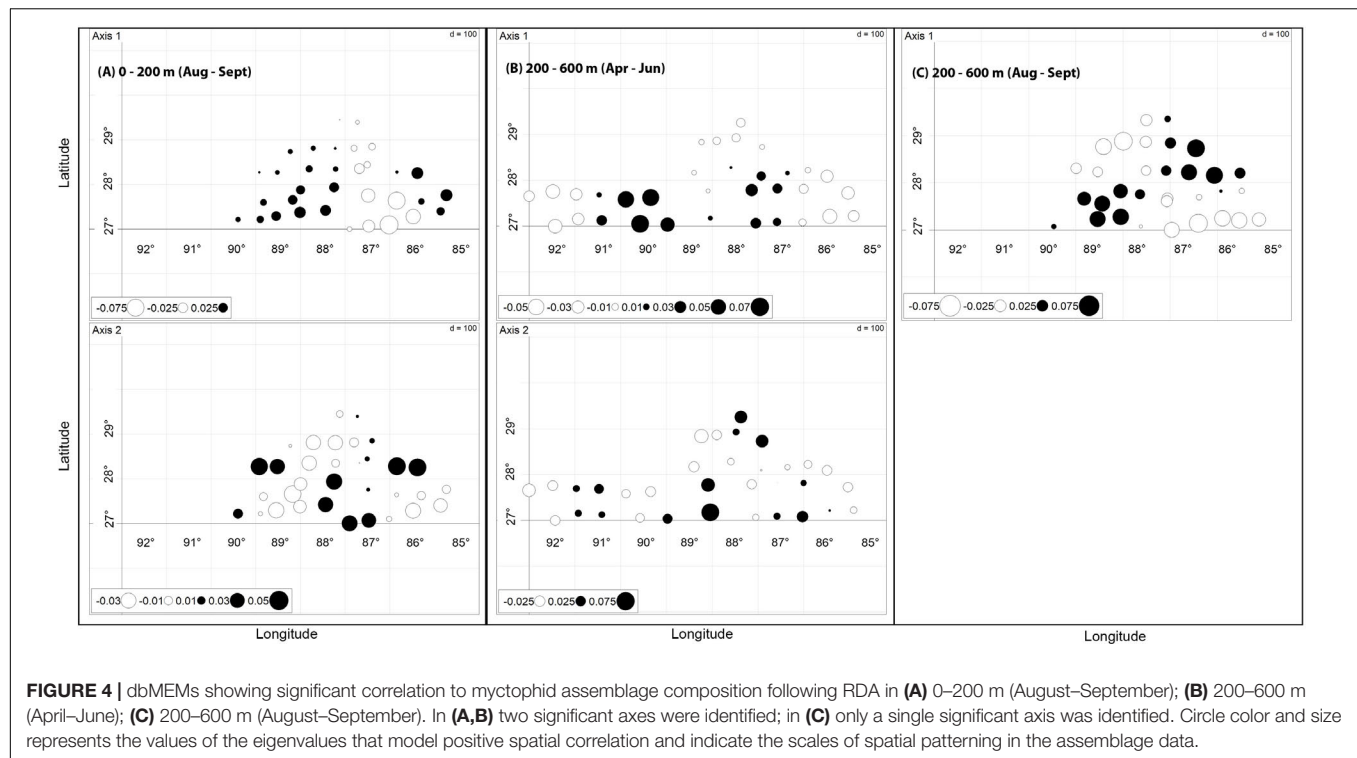 Axis 1
d = 100
(A) 0 - 200 m (Aug - Sept)
Latitude
29°
28°
27°
92° 91° 90° 89° 88° 87° 86° 85°
-0.075 -0.025 0.025
Axis 1
d = 100
(B) 200 - 600 m (Apr - Jun)
29°
28°
27°
92° 91° 90° 89° 88° 87° 86° 85°
-0.05 -0.03 -0.01 0.01 0.03 0.05 0.07
Axis 1
d = 100
(C) 200 - 600 m (Aug - Sept)
29°
28°
27°
92° 91° 90° 89° 88° 87° 86° 85°
-0.075 -0.025 0.025 0.075
Axis 2
d = 100
Latitude
29°
28°
27°
92° 91° 90° 89° 88° 87° 86° 85°
-0.03 -0.01 0.01 0.03 0.05
Longitude
Axis 2
d = 100
29°
28°
27°
92° 91° 90° 89° 88° 87° 86° 85°
-0.025 0.025 0.075
Longitude
FIGURE 4 | dbMEMs showing significant correlation to myctophid assemblage composition following RDA in (A) 0–200 m (August–September); (B) 200–600 m
(April–June); (C) 200–600 m (August–September). In (A,B) two significant axes were identified; in (C) only a single significant axis was identified. Circle color and size
represents the values of the eigenvalues that model positive spatial correlation and indicate the scales of spatial patterning in the assemblage data.